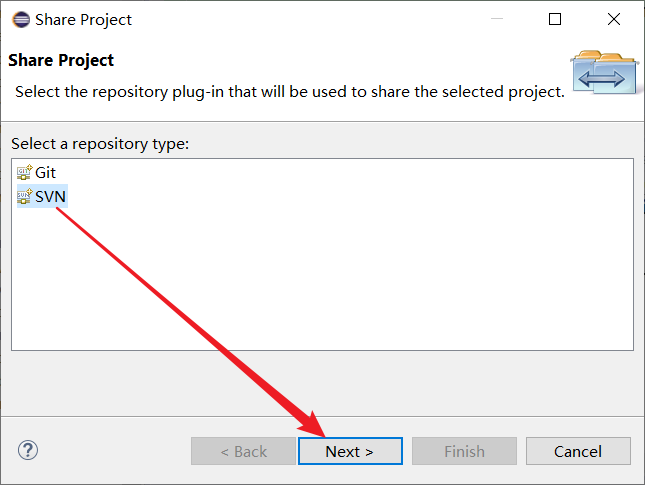 Share Project
Share Project
Select the repository plug-in that will be used to share the selected project.
Select a repository type:
Git
SVN
< Back
Next >
Finish
Cancel